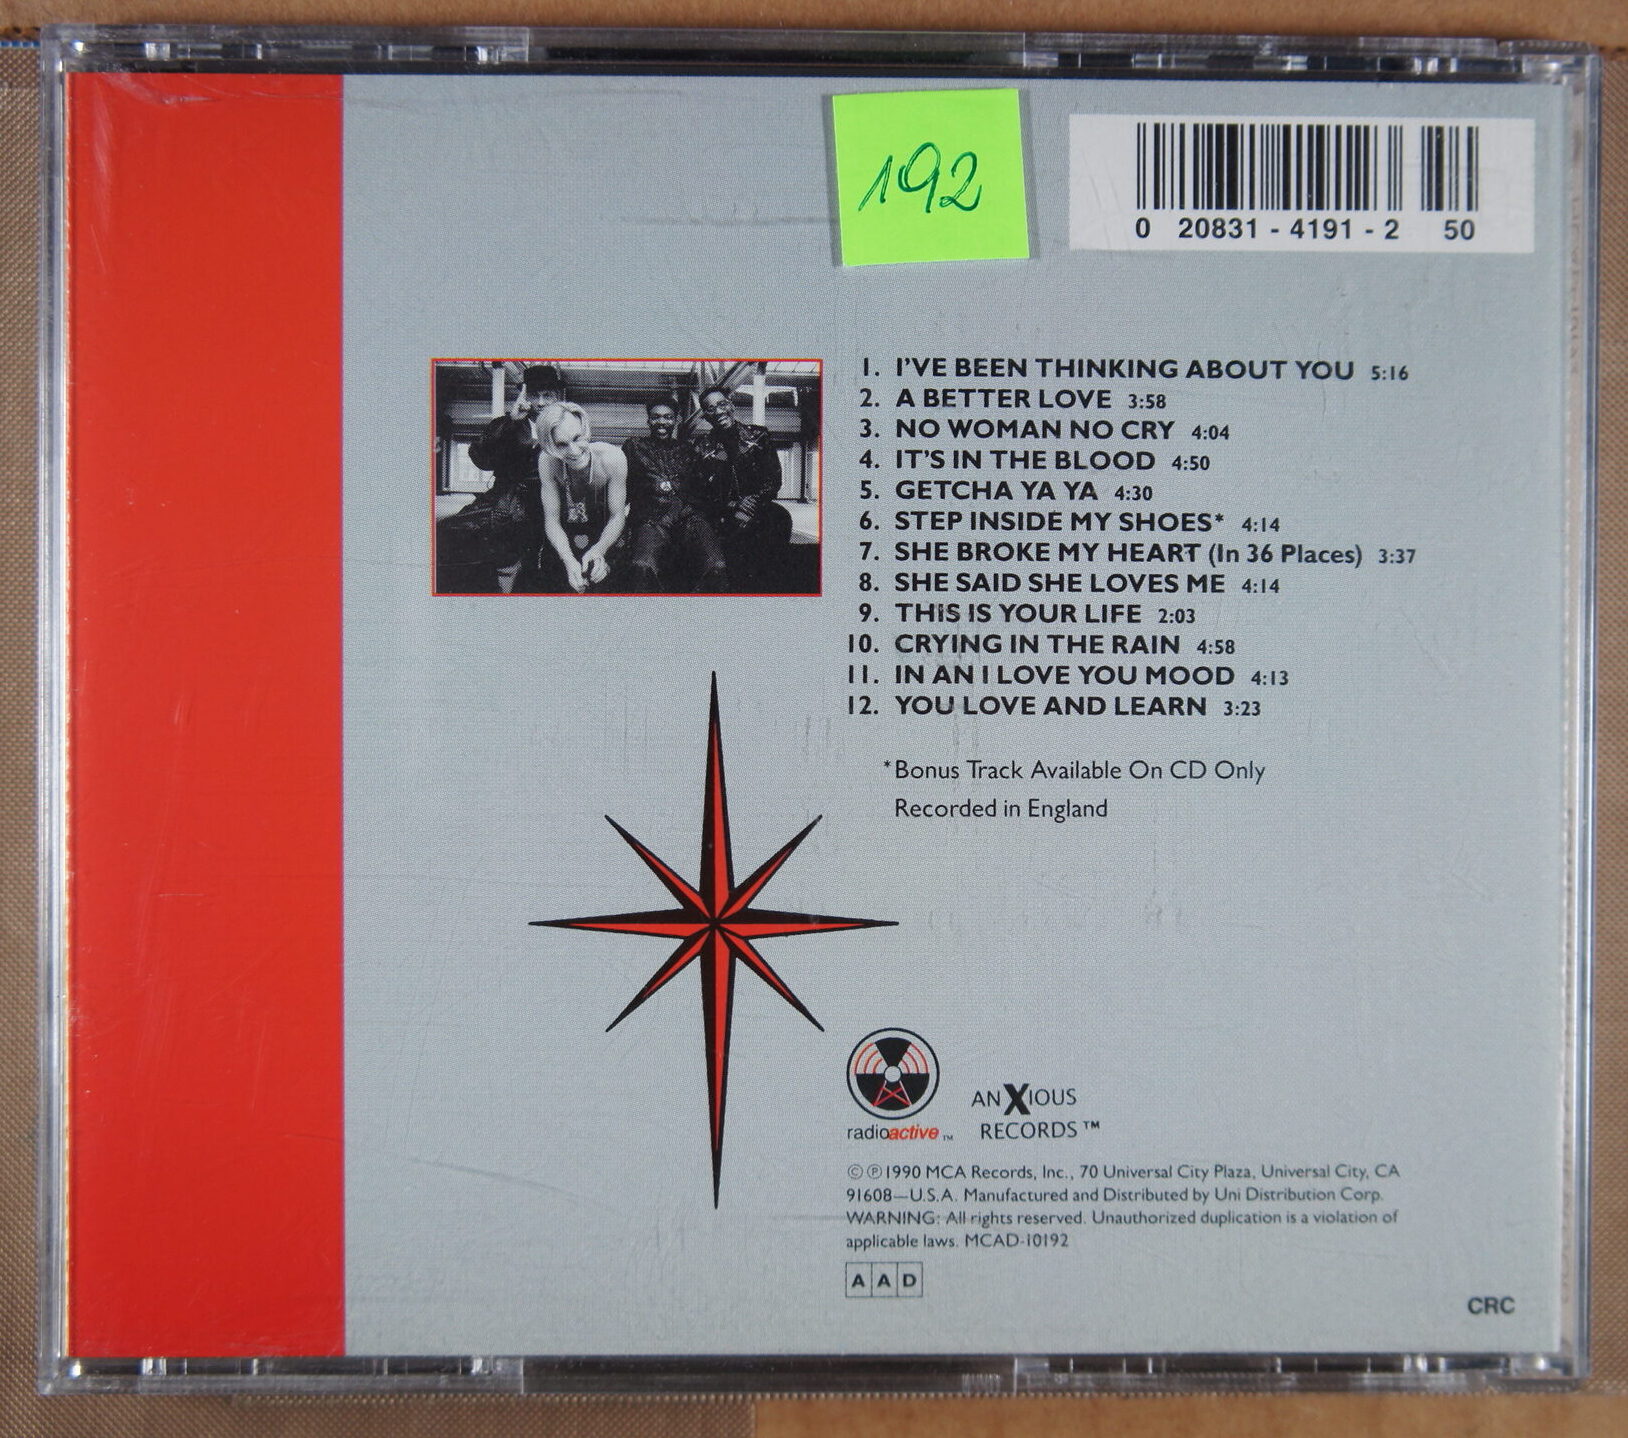 192
0 20831 - 4191 - 2 50
1. I'VE BEEN THINKING ABOUT YOU 5:16
2. A BETTER LOVE 3:58
3. NO WOMAN NO CRY 4:04
4. IT'S IN THE BLOOD 4:50
5. GETCHA YA YA 4:30
6. STEP INSIDE MY SHOES* 4:14
7. SHE BROKE MY HEART (In 36 Places) 3:37
8. SHE SAID SHE LOVES ME 4:14
9. THIS IS YOUR LIFE 2:03
10. CRYING IN THE RAIN 4:58
11. IN AN I LOVE YOU MOOD 4:13
12. YOU LOVE AND LEARN 3:23
*Bonus Track Available On CD Only
Recorded in England
radioactive™
ANXIOUS
RECORDS™
©℗1990 MCA Records, Inc., 70 Universal City Plaza, Universal City, CA
91608—U.S.A. Manufactured and Distributed by Uni Distribution Corp.
WARNING: All rights reserved. Unauthorized duplication is a violation of
applicable laws. MCAD-10192
A A D
CRC